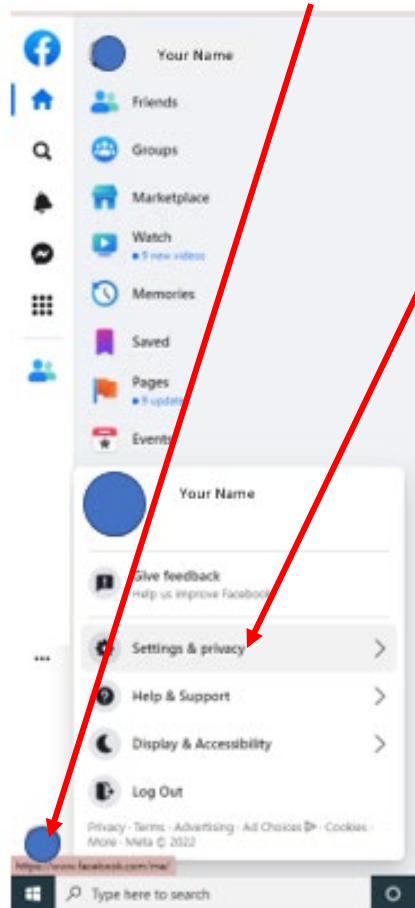 Your Name
Friends
Groups
Marketplace
Watch
9 new videos
Memories
Saved
Pages
9 update
Events
Your Name
Give feedback
Help us improve Facebook
Settings & privacy
Help & Support
Display & Accessibility
Log Out
Privacy · Terms · Advertising · Ad Choices · Cookies ·
More · Meta © 2022
https://www.facebook.com/me/
Type here to search